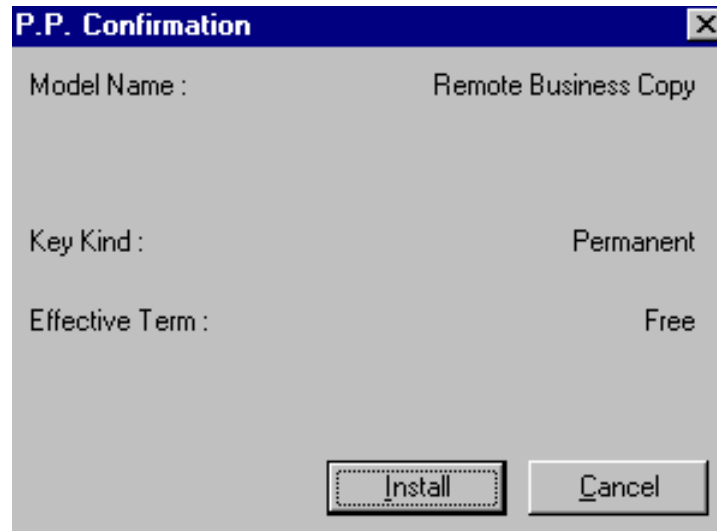 P.P. Confirmation
Model Name : Remote Business Copy
Key Kind : Permanent
Effective Term : Free
Install Cancel